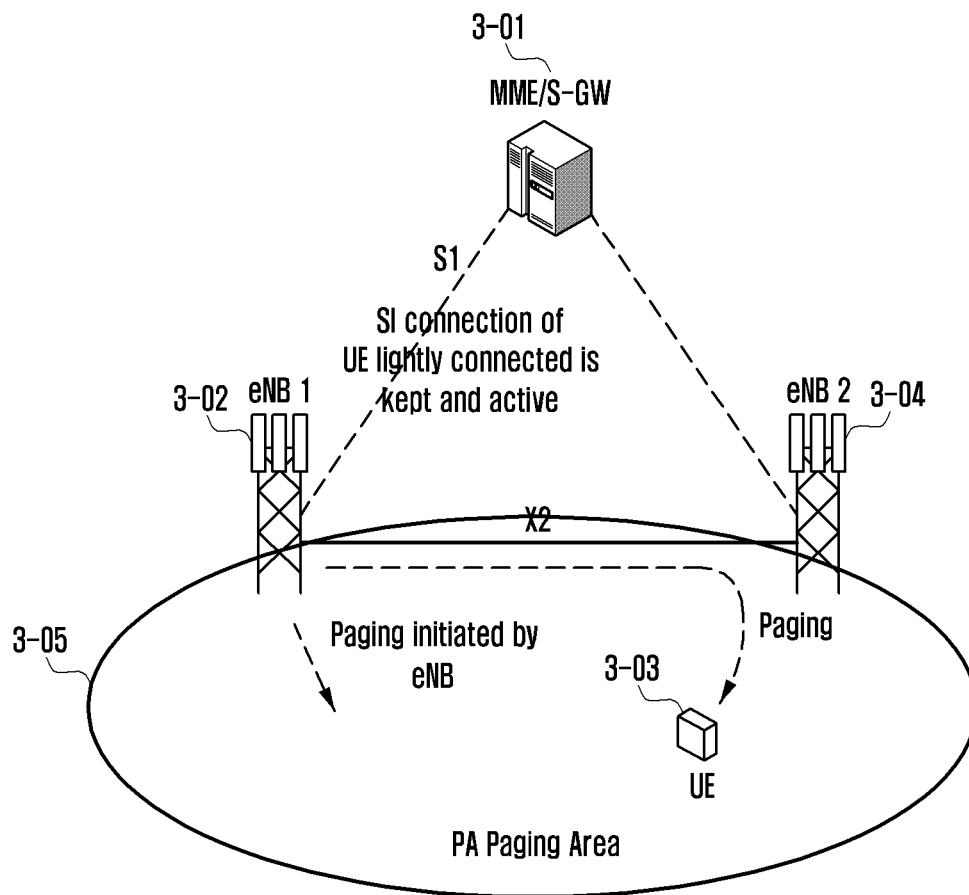 3-01
MME/S-GW
S1
SI connection of
UE lightly connected is
kept and active
3-02
eNB 1
eNB 2
3-04
X2
3-05
Paging initiated by
eNB
Paging
3-03
UE
PA Paging Area